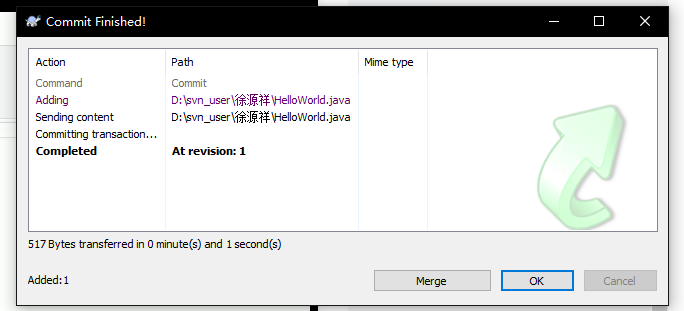 Commit Finished!
Action Path Mime type
Command Commit
Adding D:\svn_user\徐源祥\HelloWorld.java
Sending content D:\svn_user\徐源祥\HelloWorld.java
Committing transaction...
Completed At revision: 1
517 Bytes transferred in 0 minute(s) and 1 second(s)
Added:1 Merge OK Cancel